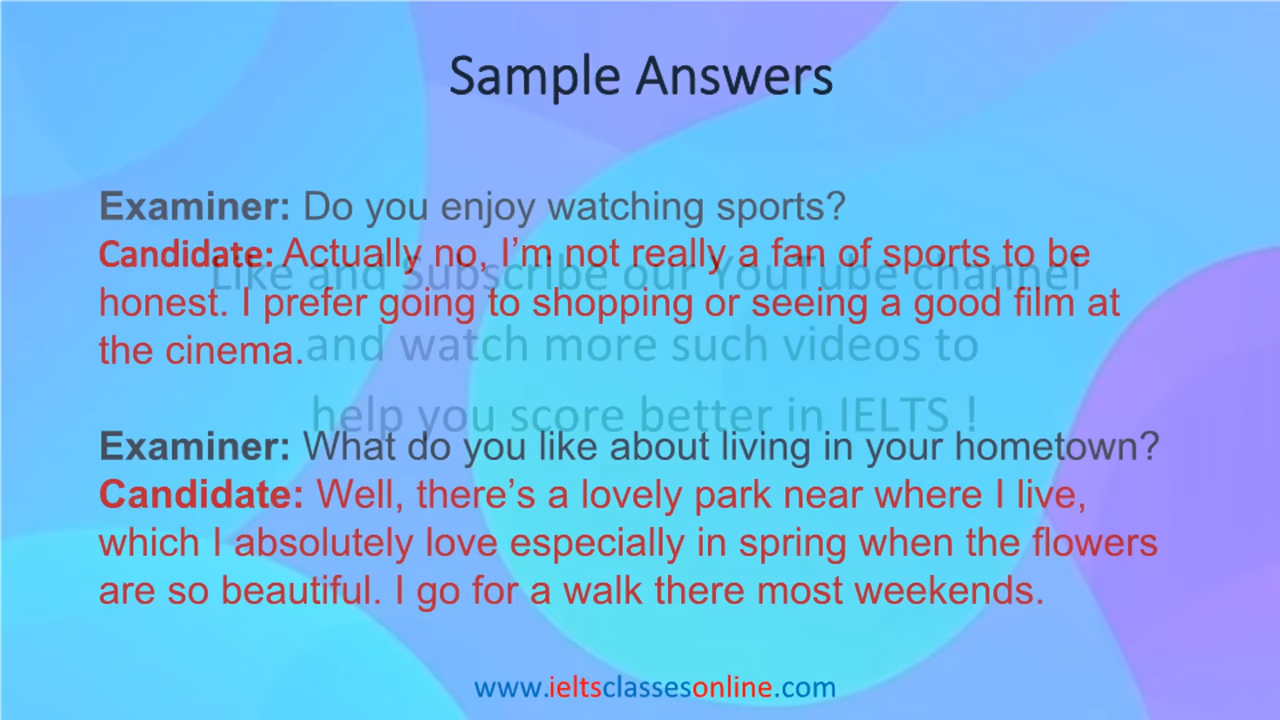 Sample Answers
Examiner: Do you enjoy watching sports?
Candidate: Actually no, I'm not really a fan of sports to be
honest. I prefer going to shopping or seeing a good film at
the cinema.
Like and Subscribe our YouTube channel
and watch more such videos to
help you score better in IELTS !
Examiner: What do you like about living in your hometown?
Candidate: Well, there's a lovely park near where I live,
which I absolutely love especially in spring when the flowers
are so beautiful. I go for a walk there most weekends.
www.ieltsclassesonline.com